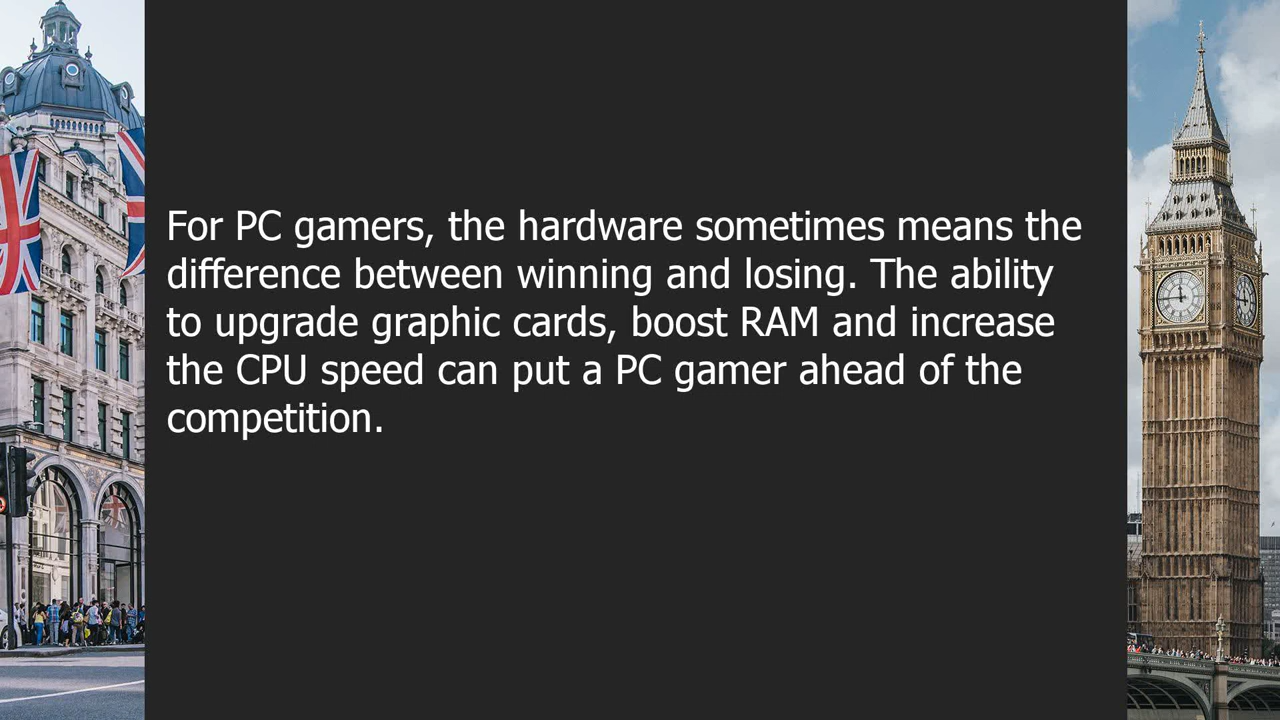 For PC gamers, the hardware sometimes means the
difference between winning and losing. The ability
to upgrade graphic cards, boost RAM and increase
the CPU speed can put a PC gamer ahead of the
competition.